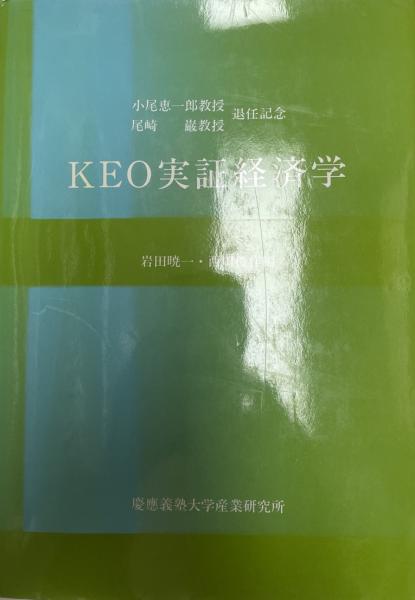 小尾恵一郎教授
尾崎 巌教授
退任記念
KEO実証経済学
岩田暁一・西
慶應義塾大学産業研究所